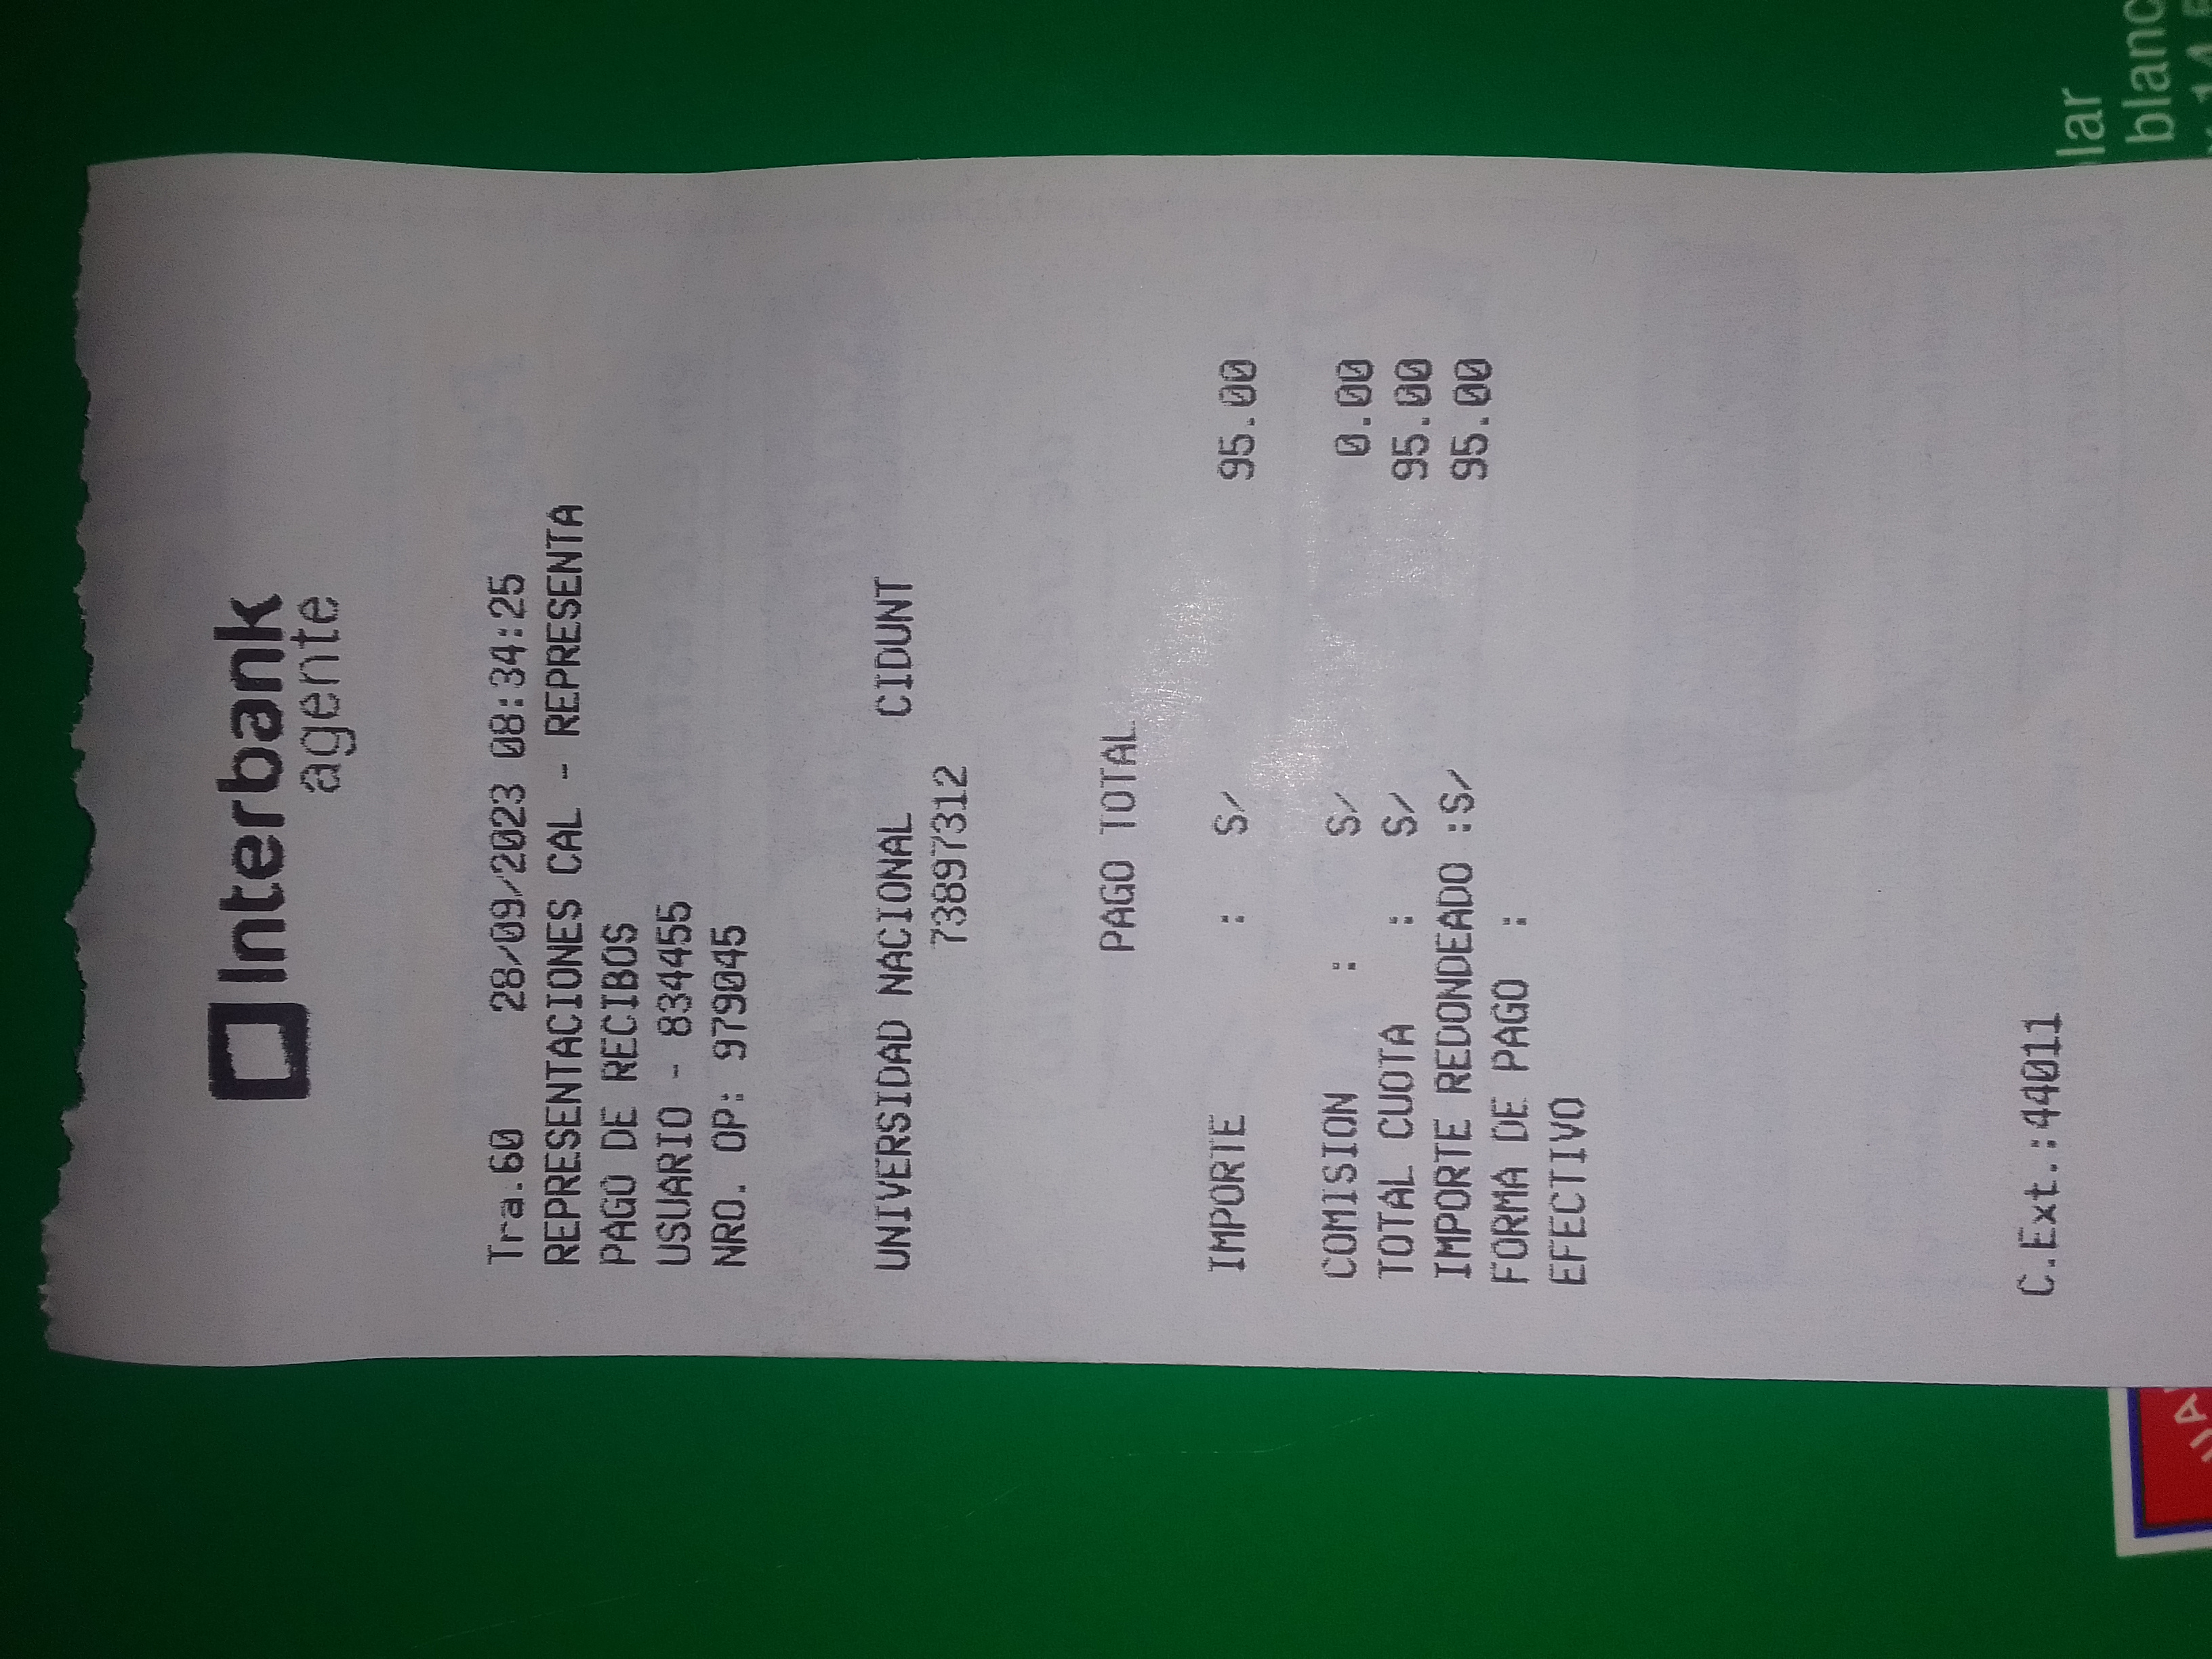 Interbank
agente
Tra.60 28/09/2023 08:34:25
REPRESENTACIONES CAL - REPRESENTA
PAGO DE RECIBOS
USUARIO - 834455
NRO. OP: 979045
UNIVERSIDAD NACIONAL CIDUNT
73897312
PAGO TOTAL
IMPORTE : S/ 95.00
COMISION : S/ 0.00
TOTAL CUOTA : S/ 95.00
IMPORTE REDONDEADO :S/ 95.00
FORMA DE PAGO :
EFECTIVO
C.Ext.:44011
lar
blanc